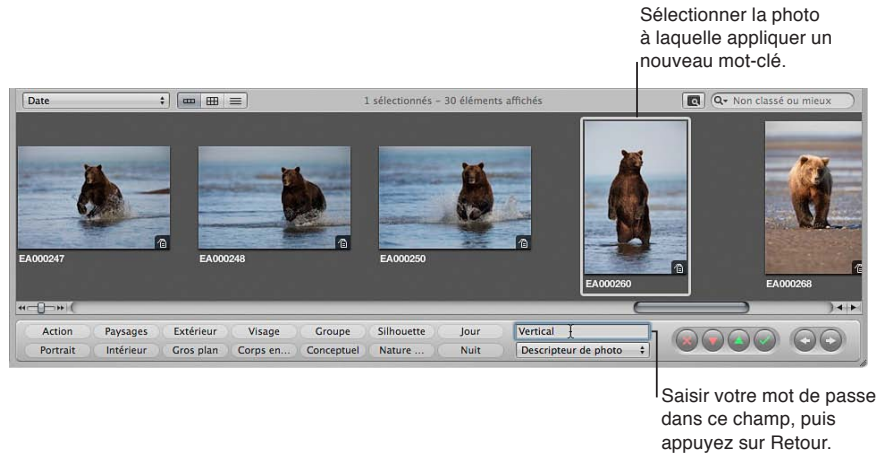 Sélectionner la photo
à laquelle appliquer un
nouveau mot-clé.
Date
1 sélectionnés – 30 éléments affichés
Non classé ou mieux
EA000247
EA000248
EA000250
EA000260
EA000268
Action Paysages Extérieur Visage Groupe Silhouette Jour Vertical
Portrait Intérieur Gros plan Corps en... Conceptuel Nature ... Nuit Descripteur de photo
Saisir votre mot de passe
dans ce champ, puis
appuyez sur Retour.